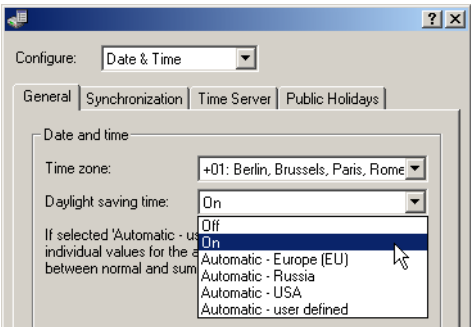 Configure: Date & Time
General Synchronization Time Server Public Holidays
Date and time
Time zone: +01: Berlin, Brussels, Paris, Rome
Daylight saving time: On
Off
On
Automatic - Europe (EU)
Automatic - Russia
Automatic - USA
Automatic - user defined
If selected 'Automatic - us
individual values for the a
between normal and sum